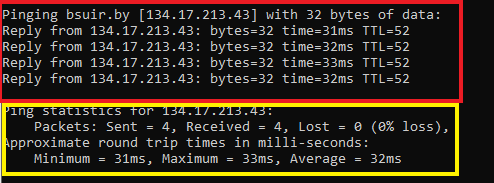 Pinging bsuir.by [134.17.213.43] with 32 bytes of data:
Reply from 134.17.213.43: bytes=32 time=31ms TTL=52
Reply from 134.17.213.43: bytes=32 time=32ms TTL=52
Reply from 134.17.213.43: bytes=32 time=33ms TTL=52
Reply from 134.17.213.43: bytes=32 time=32ms TTL=52
Ping statistics for 134.17.213.43:
Packets: Sent = 4, Received = 4, Lost = 0 (0% loss),
Approximate round trip times in milli-seconds:
Minimum = 31ms, Maximum = 33ms, Average = 32ms